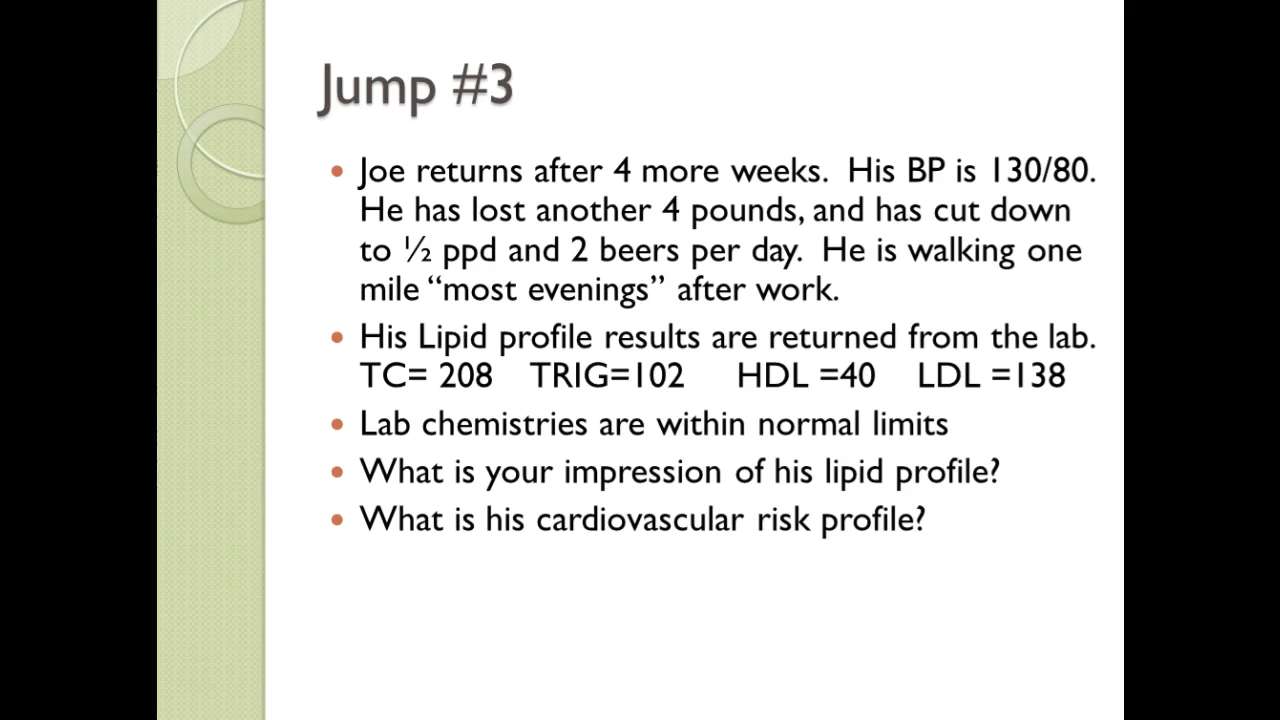 Jump #3
• Joe returns after 4 more weeks.  His BP is 130/80.
He has lost another 4 pounds, and has cut down
to ½ ppd and 2 beers per day.  He is walking one
mile “most evenings” after work.
• His Lipid profile results are returned from the lab.
TC= 208    TRIG=102      HDL =40    LDL =138
• Lab chemistries are within normal limits
• What is your impression of his lipid profile?
• What is his cardiovascular risk profile?